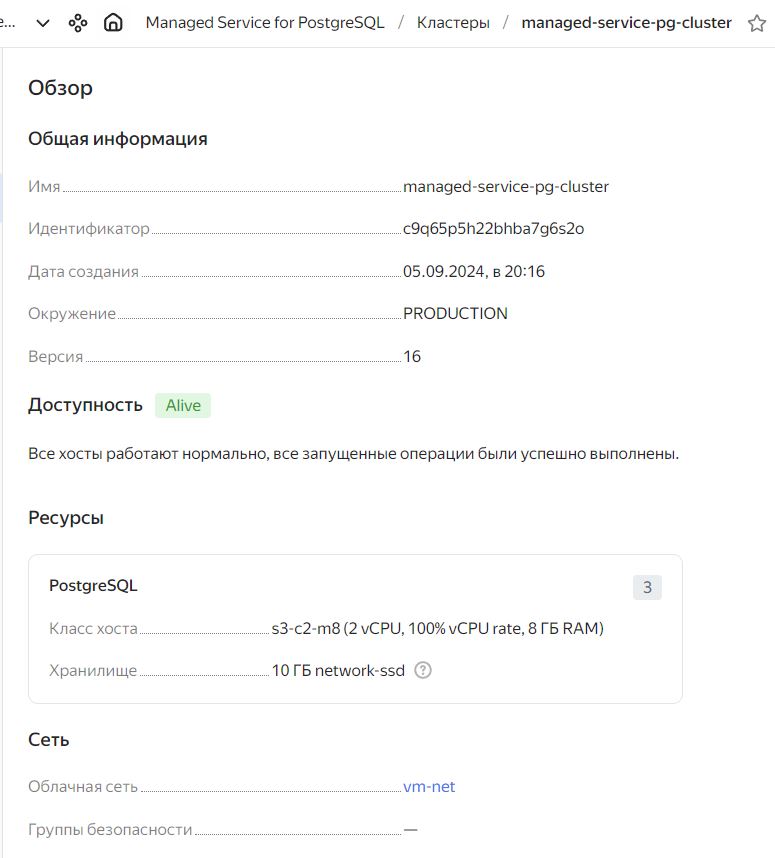 е... Managed Service for PostgreSQL / Кластеры / managed-service-pg-cluster
Обзор
Общая информация
Имя managed-service-pg-cluster
Идентификатор c9q65p5h22bhba7g6s2o
Дата создания 05.09.2024, в 20:16
Окружение PRODUCTION
Версия 16
Доступность Alive
Все хосты работают нормально, все запущенные операции были успешно выполнены.
Ресурсы
PostgreSQL 3
Класс хоста s3-c2-m8 (2 vCPU, 100% vCPU rate, 8 ГБ RAM)
Хранилище 10 ГБ network-ssd ?
Сеть
Облачная сеть vm-net
Группы безопасности —